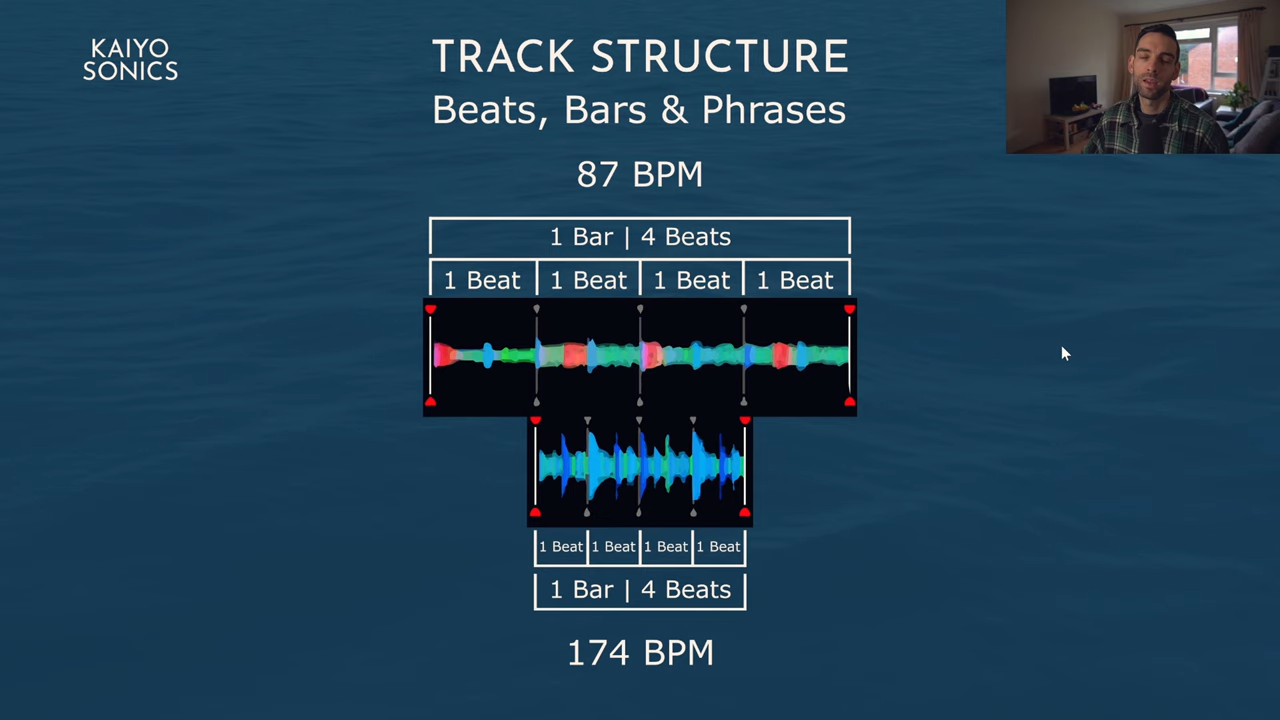 KAIYO
SONICS
TRACK STRUCTURE
Beats, Bars & Phrases
87 BPM
1 Bar | 4 Beats
1 Beat 1 Beat 1 Beat 1 Beat
1 Beat 1 Beat 1 Beat 1 Beat
1 Bar | 4 Beats
174 BPM